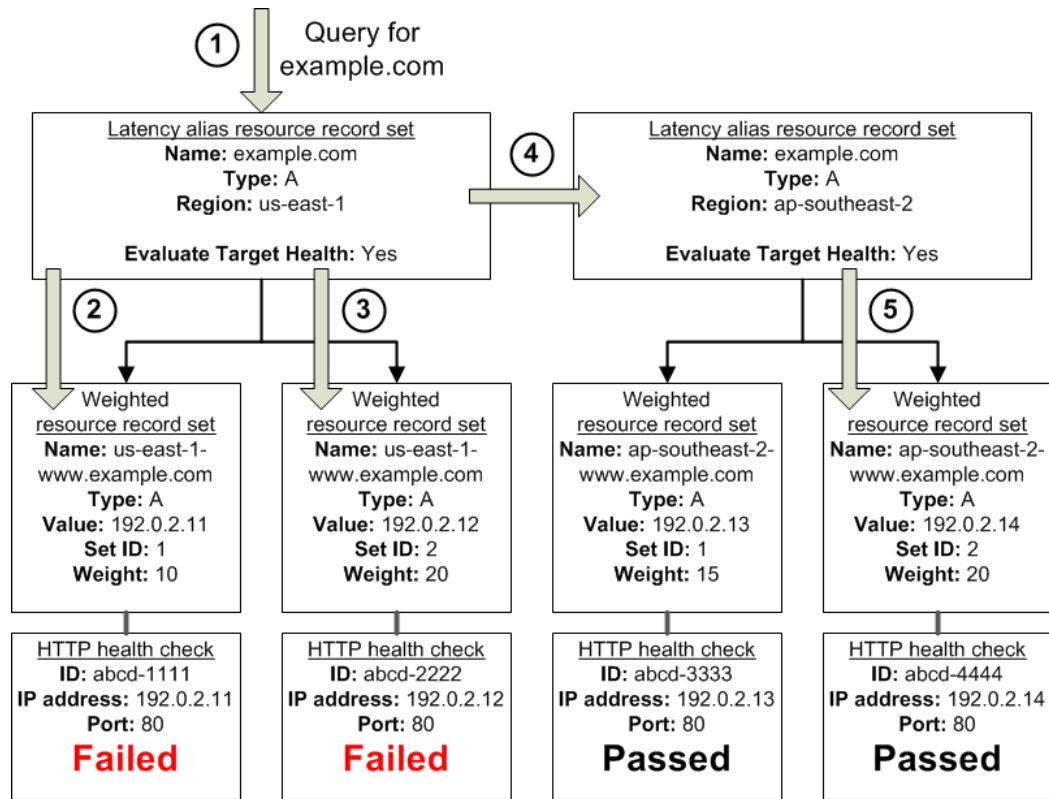 1
Query for
example.com
Latency alias resource record set
Name: example.com
Type: A
Region: us-east-1
Evaluate Target Health: Yes
4
Latency alias resource record set
Name: example.com
Type: A
Region: ap-southeast-2
Evaluate Target Health: Yes
2
3
5
Weighted
resource record set
Name: us-east-1-
www.example.com
Type: A
Value: 192.0.2.11
Set ID: 1
Weight: 10
Weighted
resource record set
Name: us-east-1-
www.example.com
Type: A
Value: 192.0.2.12
Set ID: 2
Weight: 20
Weighted
resource record set
Name: ap-southeast-2-
www.example.com
Type: A
Value: 192.0.2.13
Set ID: 1
Weight: 15
Weighted
resource record set
Name: ap-southeast-2-
www.example.com
Type: A
Value: 192.0.2.14
Set ID: 2
Weight: 20
HTTP health check
ID: abcd-1111
IP address: 192.0.2.11
Port: 80
Failed
HTTP health check
ID: abcd-2222
IP address: 192.0.2.12
Port: 80
Failed
HTTP health check
ID: abcd-3333
IP address: 192.0.2.13
Port: 80
Passed
HTTP health check
ID: abcd-4444
IP address: 192.0.2.14
Port: 80
Passed